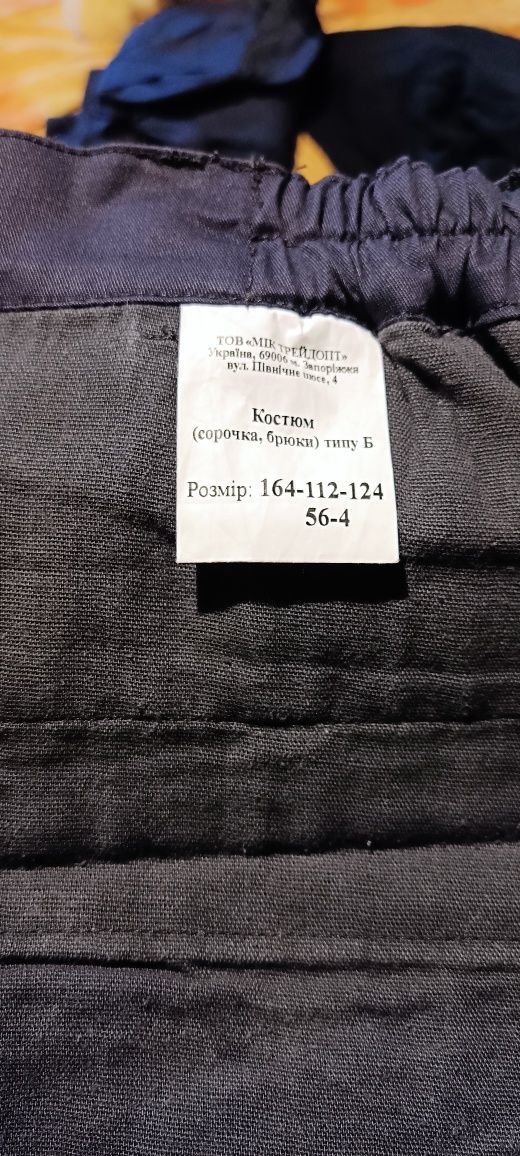 ТОВ «МІК ТРЕЙДОПТ»
Україна, 69006 м. Запоріжжя
вул. Північне шосе, 4
Костюм
(сорочка, брюки) типу Б
Розмір: 164-112-124
56-4